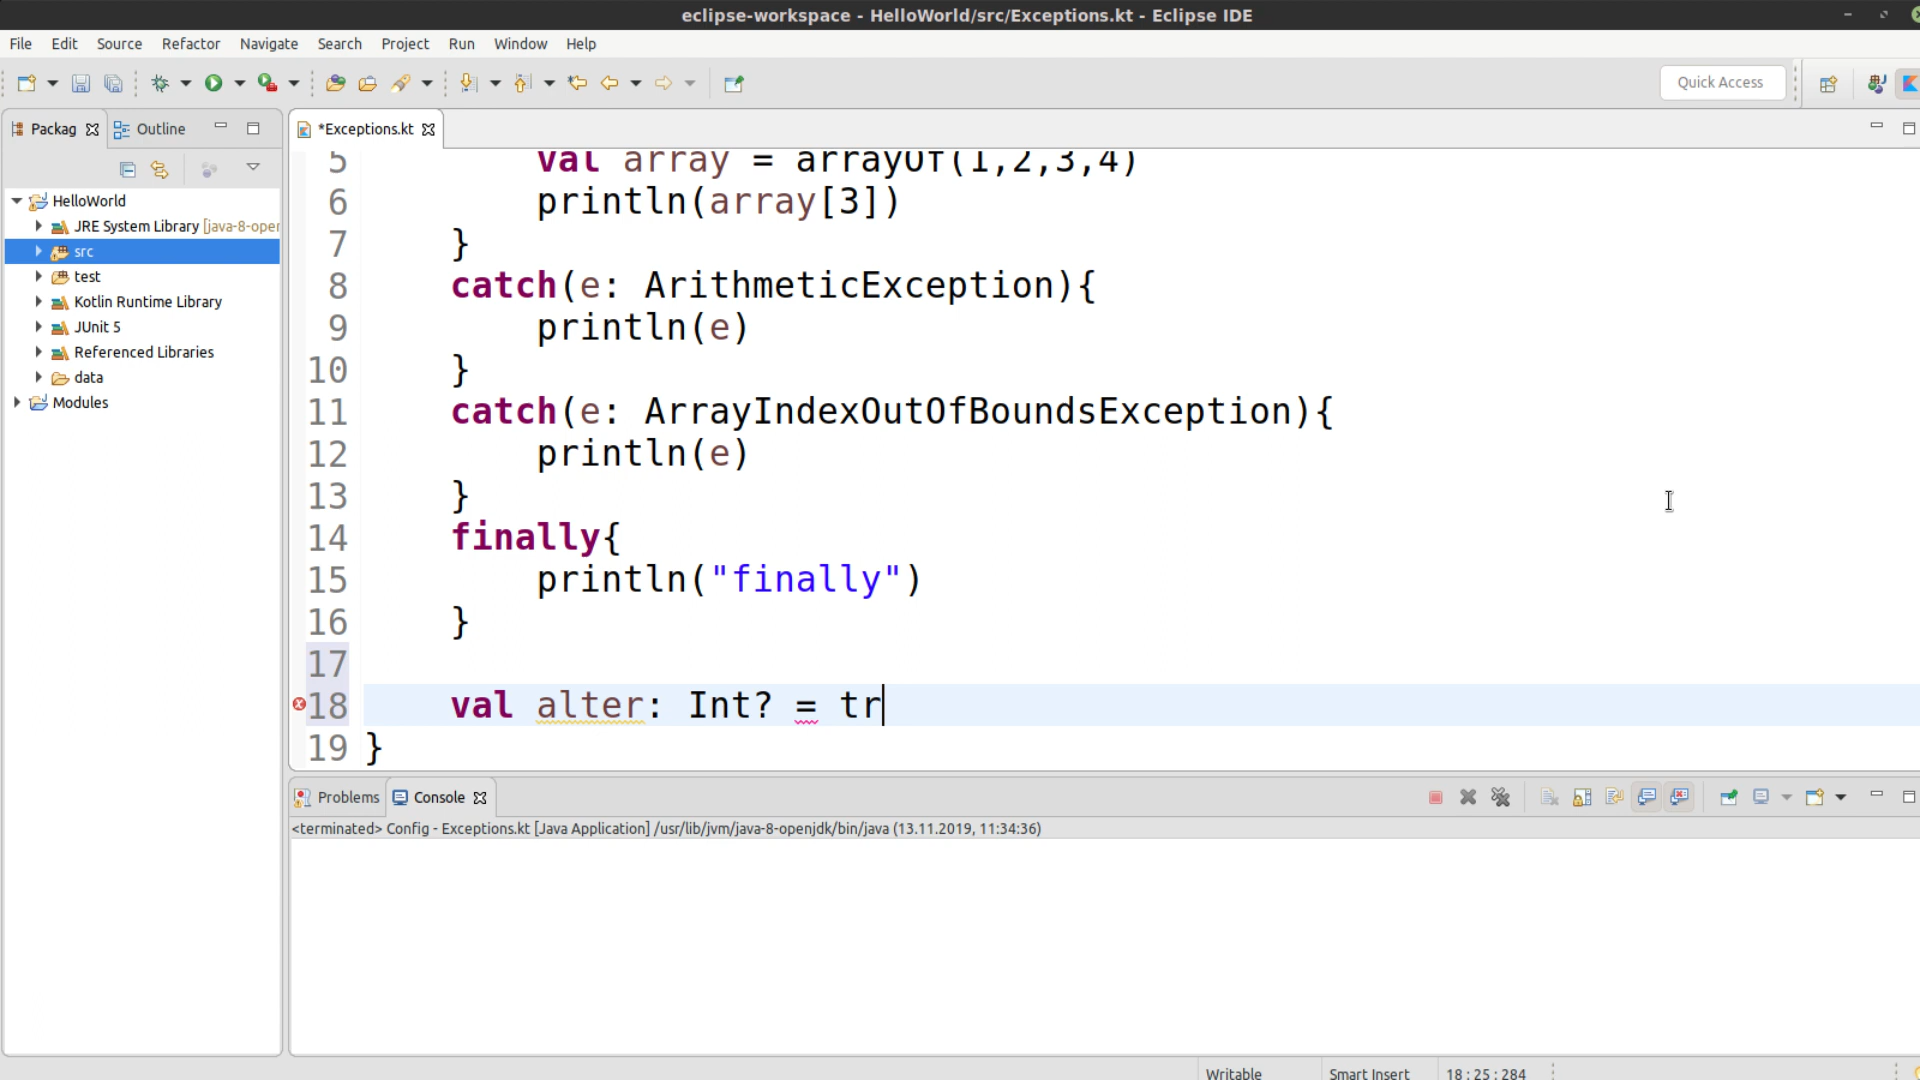 eclipse-workspace - HelloWorld/src/Exceptions.kt - Eclipse IDE
File Edit Source Refactor Navigate Search Project Run Window Help
Quick Access
Packag Outline *Exceptions.kt
HelloWorld
JRE System Library [java-8-oper
src
test
Kotlin Runtime Library
JUnit 5
Referenced Libraries
data
Modules
5 val array = arrayOf(1,2,3,4)
6 println(array[3])
7 }
8 catch(e: ArithmeticException){
9 println(e)
10 }
11 catch(e: ArrayIndexOutOfBoundsException){
12 println(e)
13 }
14 finally{
15 println("finally")
16 }
17
18 val alter: Int? = tr
19 }
Problems Console
<terminated> Config - Exceptions.kt [Java Application] /usr/lib/jvm/java-8-openjdk/bin/java (13.11.2019, 11:34:36)
Writable Smart Insert 18 : 25 : 284